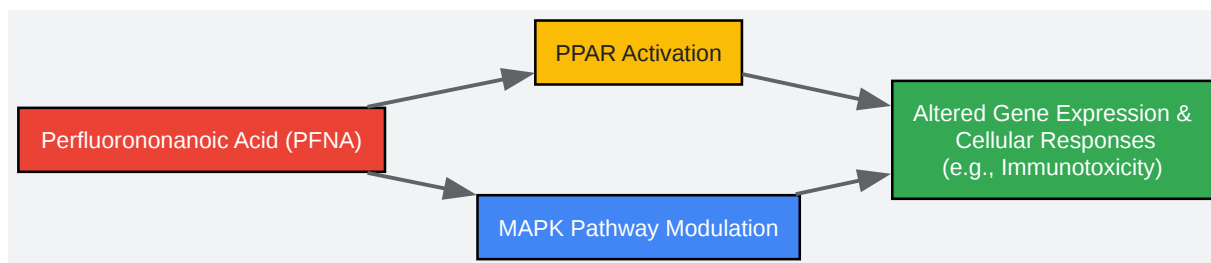 PPAR Activation
Perfluorononanoic Acid (PFNA)
Altered Gene Expression &
Cellular Responses
(e.g., Immunotoxicity)
MAPK Pathway Modulation